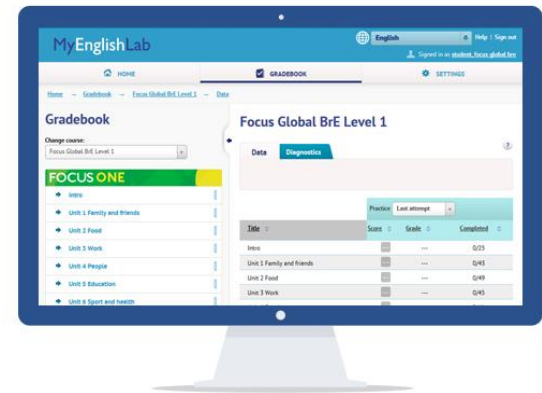 MyEnglishLab
English
Help | Sign out
Signed in as student, focus global bre
HOME
GRADEBOOK
SETTINGS
Home → Gradebook → Focus Global BrE Level 1 → Data
Gradebook
Change course:
Focus Global BrE Level 1
FOCUS ONE
Intro
Unit 1 Family and friends
Unit 2 Food
Unit 3 Work
Unit 4 People
Unit 5 Education
Unit 6 Sport and health
Focus Global BrE Level 1
Data
Diagnostics
?
Practice
Last attempt
Title
Score
Grade
Completed
Intro --- 0/25
Unit 1 Family and friends --- 0/43
Unit 2 Food --- 0/49
Unit 3 Work --- 0/45